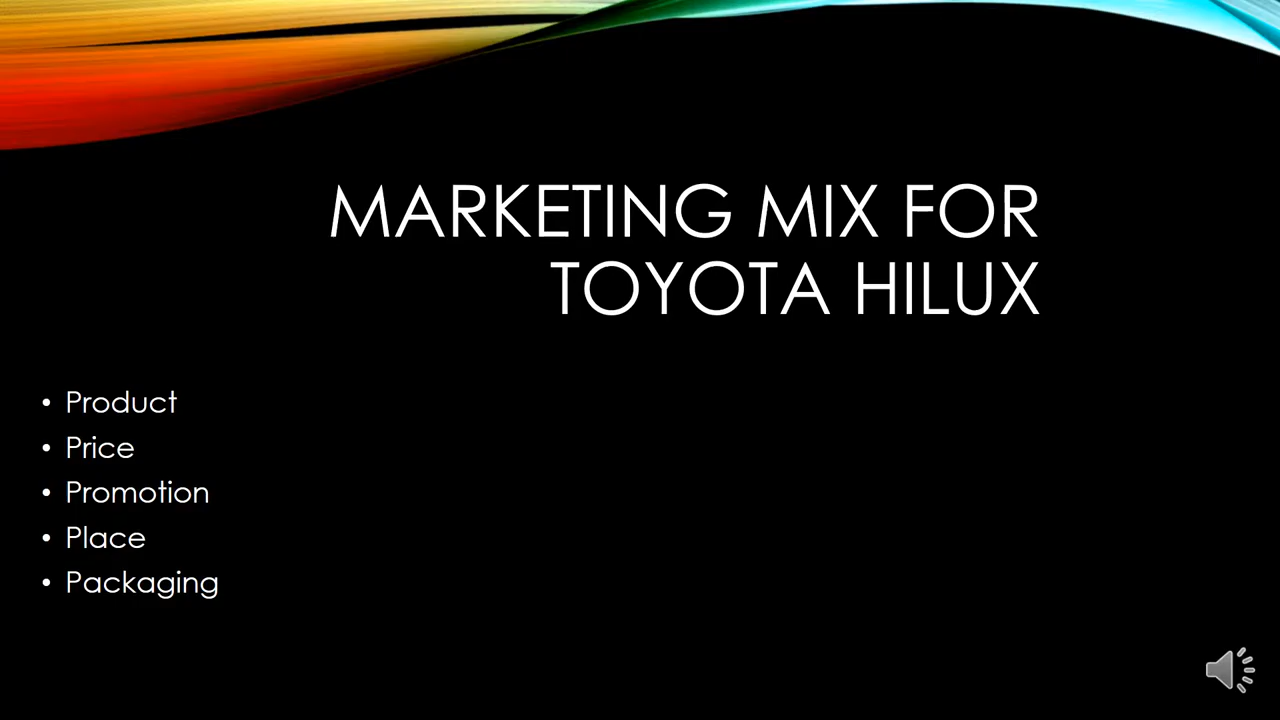 MARKETING MIX FOR
TOYOTA HILUX
• Product
• Price
• Promotion
• Place
• Packaging